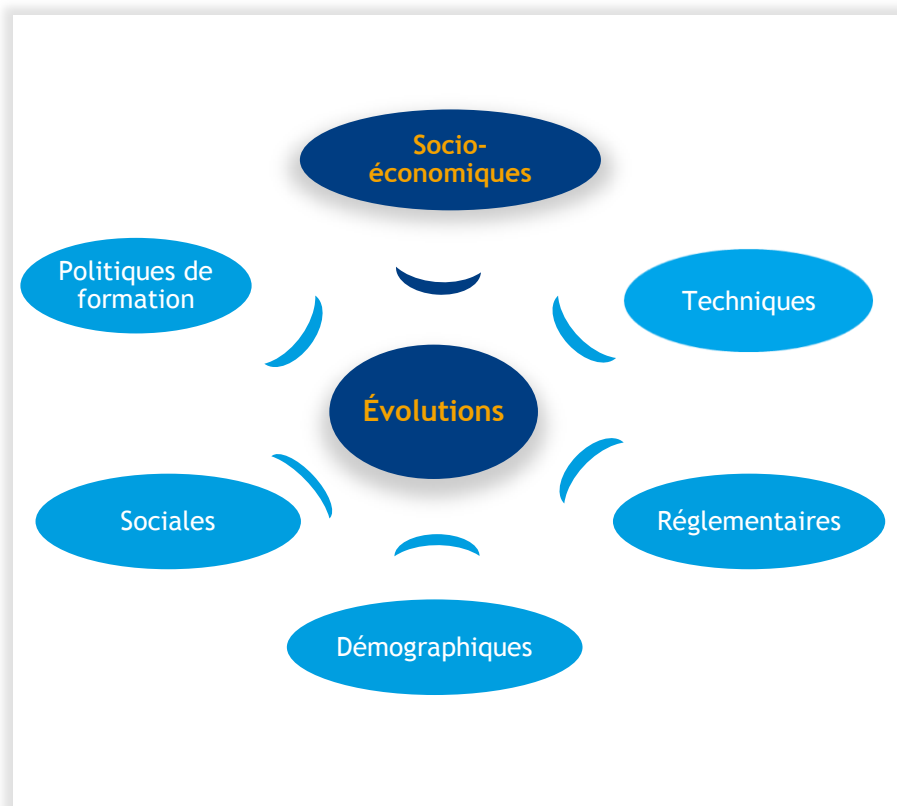 Socio-
économiques
Politiques de
formation
Techniques
Évolutions
Sociales
Réglementaires
Démographiques